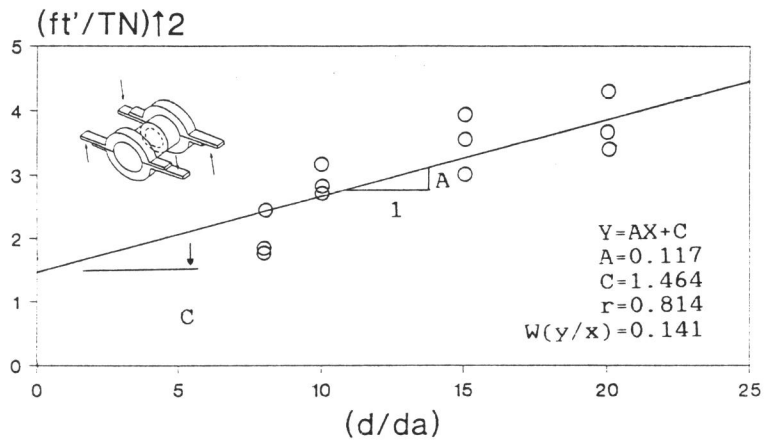 (ft'/TN)↑2
5
4
3
2
1
0
A
1
C
Y=AX+C
A=0.117
C=1.464
r=0.814
W(y/x)=0.141
0 5 10 15 20 25
(d/da)